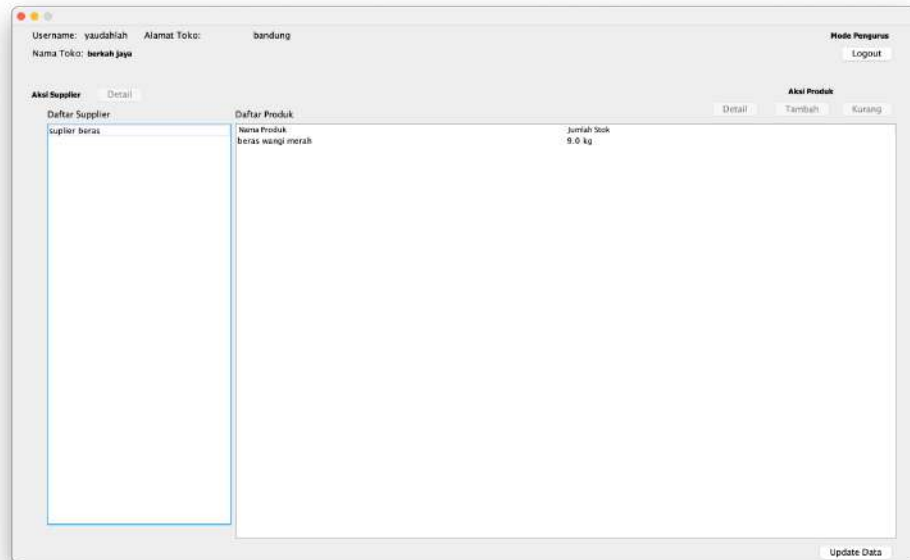 Username: yaudahlah Alamat Toko: bandung Mode Pengurus
Nama Toko: berkah jaya Logout
Aksi Supplier Detail Aksi Produk
Detail Tambah Kurang
Daftar Supplier Daftar Produk
suplier beras Nama Produk Jumlah Stok
beras wangi merah 9.0 kg
Update Data